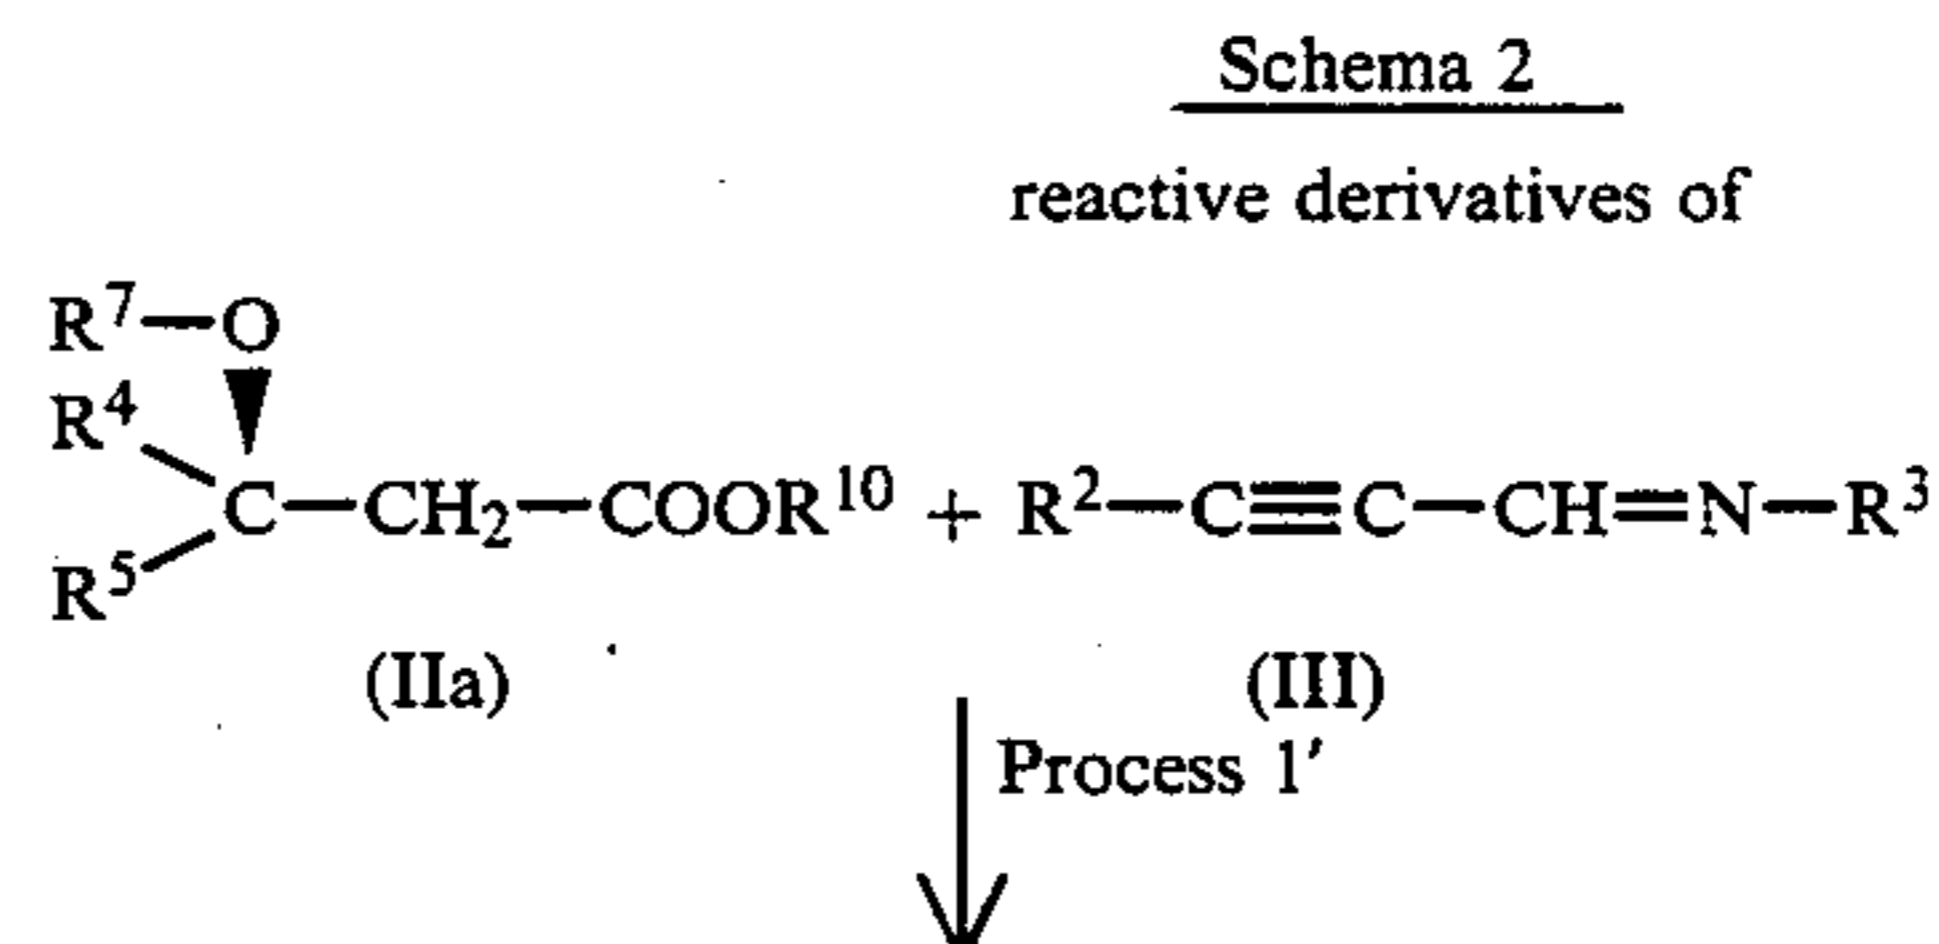 Schema 2
reactive derivatives of
R⁷—O
R⁴
C—CH₂—COOR¹⁰ + R²—C≡C—CH=N—R³
R⁵
(IIa) (III)
Process 1′